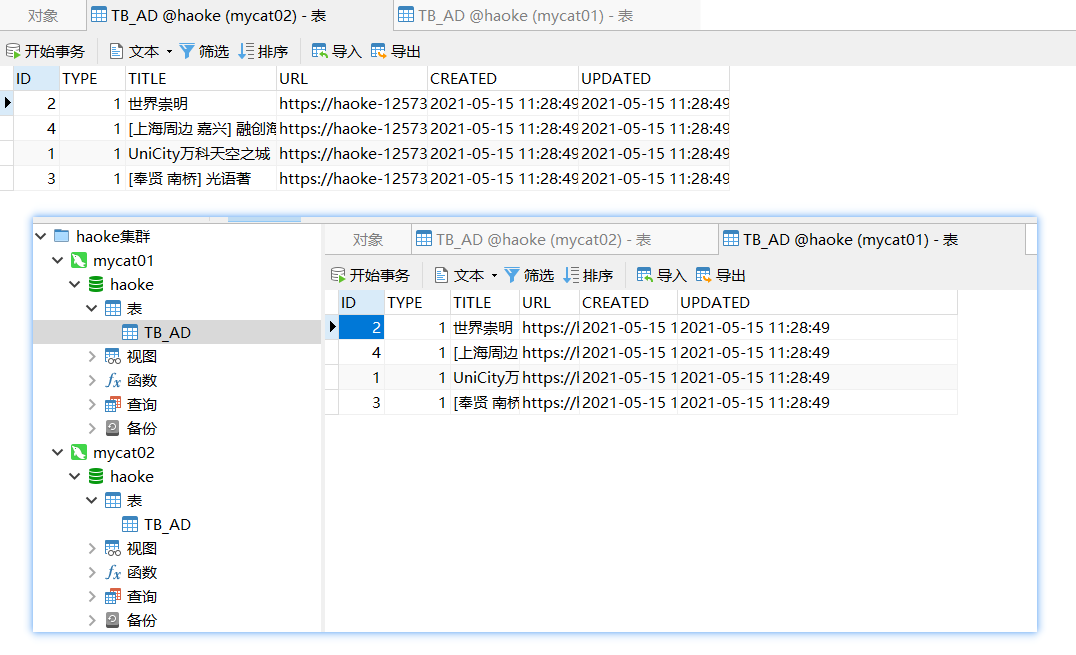 对象 TB_AD @haoke (mycat02) - 表 TB_AD @haoke (mycat01) - 表
开始事务 文本 筛选 排序 导入 导出
ID TYPE TITLE URL CREATED UPDATED
2 1 世界崇明 https://haoke-12573 2021-05-15 11:28:49 2021-05-15 11:28:49
4 1 [上海周边 嘉兴] 融创海 https://haoke-12573 2021-05-15 11:28:49 2021-05-15 11:28:49
1 1 UniCity万科天空之城 https://haoke-12573 2021-05-15 11:28:49 2021-05-15 11:28:49
3 1 [奉贤 南桥] 光语著 https://haoke-12573 2021-05-15 11:28:49 2021-05-15 11:28:49
haoke集群
mycat01
haoke
表
TB_AD
视图
fx 函数
查询
备份
mycat02
haoke
表
TB_AD
视图
fx 函数
查询
备份
对象 TB_AD @haoke (mycat02) - 表 TB_AD @haoke (mycat01) - 表
开始事务 文本 筛选 排序 导入 导出
ID TYPE TITLE URL CREATED UPDATED
2 1 世界崇明 https://l 2021-05-15 1 2021-05-15 11:28:49
4 1 [上海周边 https://l 2021-05-15 1 2021-05-15 11:28:49
1 1 UniCity万 https://l 2021-05-15 1 2021-05-15 11:28:49
3 1 [奉贤 南桥 https://l 2021-05-15 1 2021-05-15 11:28:49